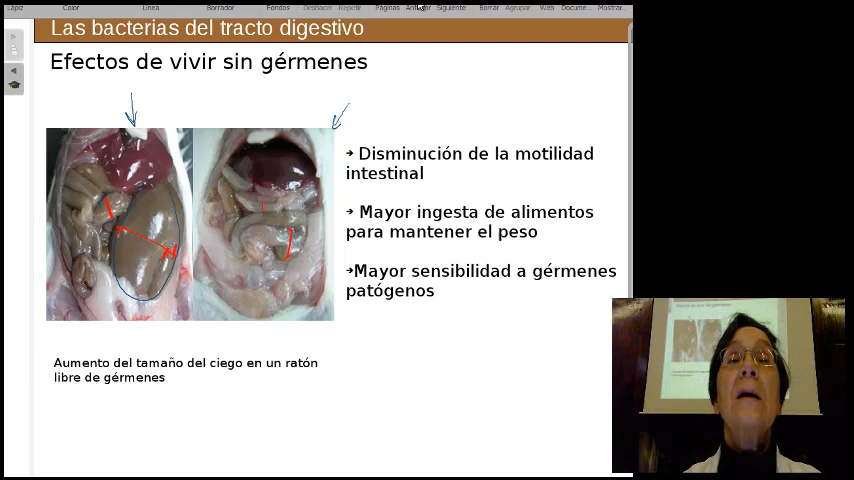 Lápiz Color Línea Borrador Fondos Deshacer Repetir Páginas Anterior Siguiente Borrar Agrupar Web Docume... Mostrar...
Las bacterias del tracto digestivo
Efectos de vivir sin gérmenes
➔ Disminución de la motilidad
intestinal
➔ Mayor ingesta de alimentos
para mantener el peso
➔Mayor sensibilidad a gérmenes
patógenos
Aumento del tamaño del ciego en un ratón
libre de gérmenes